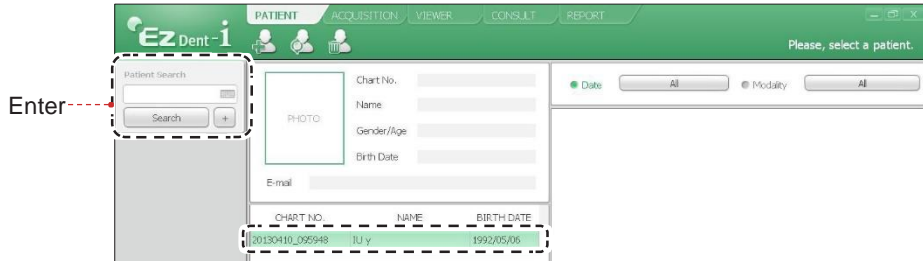 PATIENT ACQUISITION VIEWER CONSULT REPORT
Ez Dent-i
Please, select a patient.
Enter
Patient Search
Search +
PHOTO
Chart No.
Name
Gender/Age
Birth Date
E-mail
Date All Modality All
CHART NO. NAME BIRTH DATE
20130410_095948 IU y 1992/05/06